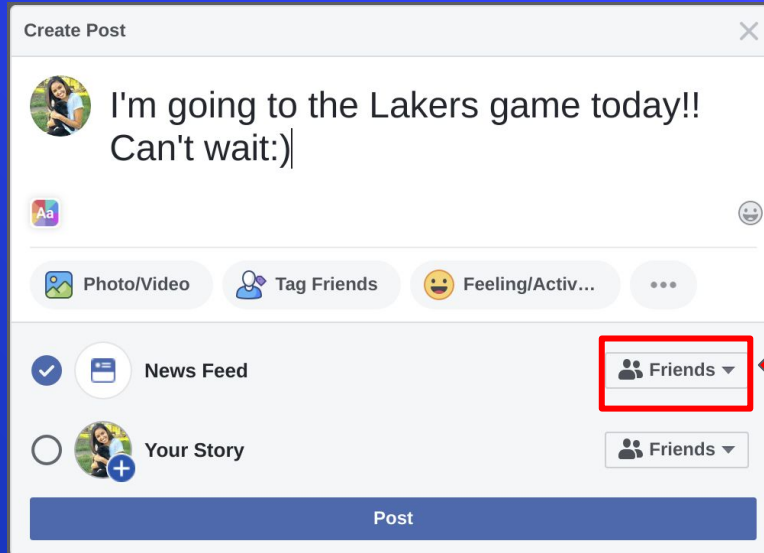 Create Post
I'm going to the Lakers game today!!
Can't wait:)
Aa
Photo/Video Tag Friends Feeling/Activ...
News Feed Friends
Your Story Friends
Post